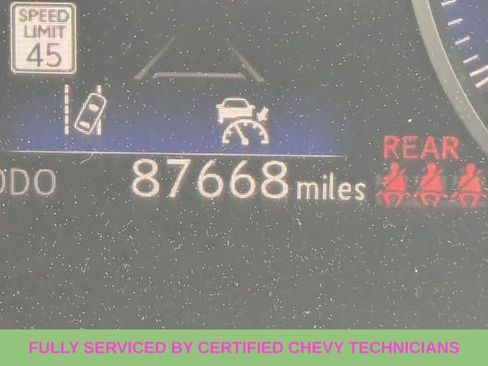 SPEED
LIMIT
45
REAR
ODO 87668 miles
FULLY SERVICED BY CERTIFIED CHEVY TECHNICIANS